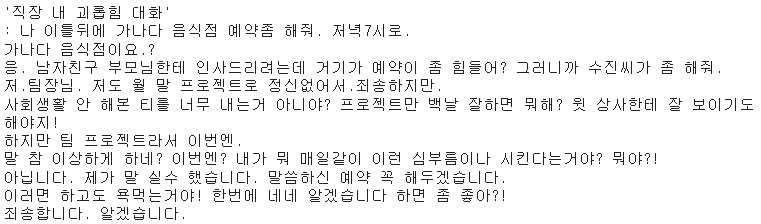 '직장 내 괴롭힘 대화'
: 나 이틀뒤에 가나다 음식점 예약좀 해줘. 저녁7시로.
가나다 음식점이요.?
응. 남자친구 부모님한테 인사드리려는데 거기가 예약이 좀 힘들어? 그러니까 수진씨가 좀 해줘.
저.팀장님. 저도 월 말 프로젝트로 정신없어서.죄송하지만.
사회생활 안 해본 티를 너무 내는거 아니야? 프로젝트만 백날 잘하면 뭐해? 윗 상사한테 잘 보이기도
해야지!
하지만 팀 프로젝트라서 이번엔.
말 참 이상하게 하네? 이번엔? 내가 뭐 매일같이 이런 심부름이나 시킨다는거야? 뭐야?!
아닙니다. 제가 말 실수 했습니다. 말씀하신 예약 꼭 해두겠습니다.
이러면 하고도 욕먹는거야! 한번에 네네 알겠습니다 하면 좀 좋아?!
죄송합니다. 알겠습니다.